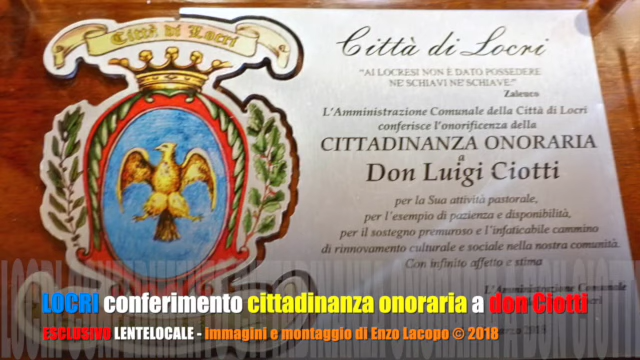 Città di Locri
Città di Locri
"AI LOCRESI NON È DATO POSSEDERE
NE' SCHIAVI NE' SCHIAVE"
Zaleuco
L'Amministrazione Comunale della Città di Locri
conferisce l'onorificenza della
CITTADINANZA ONORARIA
a
Don Luigi Ciotti
per la Sua attività pastorale,
per l'esempio di pazienza e disponibilità,
per il sostegno premuroso e l'infaticabile cammino
di rinnovamento culturale e sociale nella nostra comunità.
Con infinito affetto e stima
L'Amministrazione Comunale
LOCRI conferimento cittadinanza onoraria a don Ciotti
ESCLUSIVO LENTELOCALE - immagini e montaggio di Enzo Lacopo © 2018